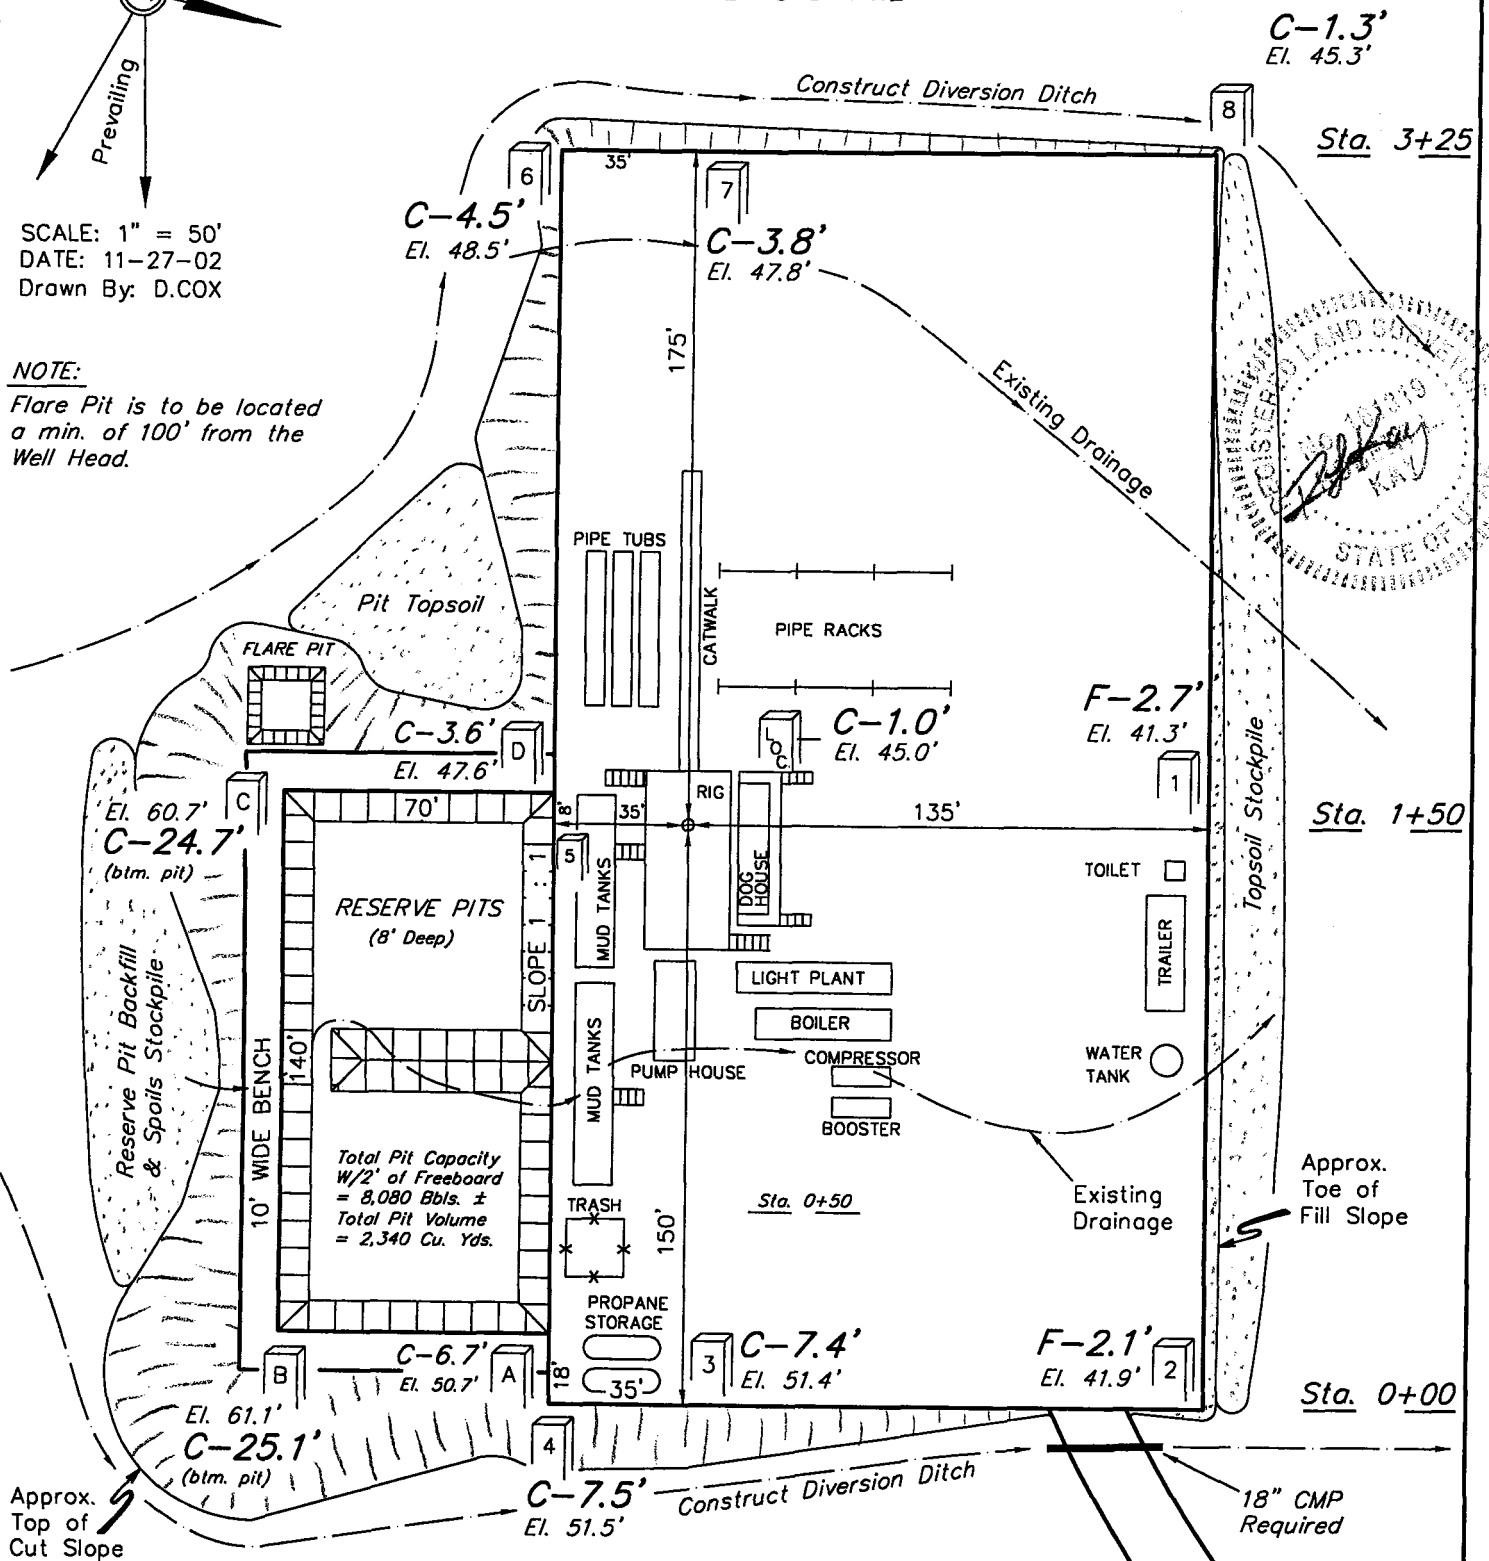 C-1.3'
El. 45.3'
Prevailing
Construct Diversion Ditch
8
Sta. 3+25
6
35'
7
C-4.5'
El. 48.5'
C-3.8'
El. 47.8'
SCALE: 1" = 50'
DATE: 11-27-02
Drawn By: D.COX
175'
NOTE:
Flare Pit is to be located
a min. of 100' from the
Well Head.
Existing Drainage
REGISTERED LAND SURVEYOR
KAY
STATE OF
PIPE TUBS
Pit Topsoil
CATWALK
PIPE RACKS
FLARE PIT
C-3.6'
El. 47.6'
D
LOC.
C-1.0'
El. 45.0'
F-2.7'
El. 41.3'
1
Topsoil Stockpile
C
El. 60.7'
C-24.7'
(btm. pit)
70'
8'
35'
RIG
135'
Sta. 1+50
5
RESERVE PITS
(8' Deep)
SLOPE 1 : 1
MUD TANKS
DOG
HOUSE
TOILET
TRAILER
LIGHT PLANT
BOILER
Reserve Pit Backfill
& Spoils Stockpile
10' WIDE BENCH
140'
MUD TANKS
PUMP HOUSE
COMPRESSOR
BOOSTER
WATER
TANK
Total Pit Capacity
W/2' of Freeboard
= 8,080 Bbls. ±
Total Pit Volume
= 2,340 Cu. Yds.
TRASH
150'
Sta. 0+50
Existing
Drainage
Approx.
Toe of
Fill Slope
PROPANE
STORAGE
35'
18'
B
C-6.7'
El. 50.7'
A
3
C-7.4'
El. 51.4'
F-2.1'
El. 41.9'
2
Sta. 0+00
El. 61.1'
C-25.1'
(btm. pit)
4
C-7.5'
El. 51.5'
Construct Diversion Ditch
18" CMP
Required
Approx.
Top of
Cut Slope